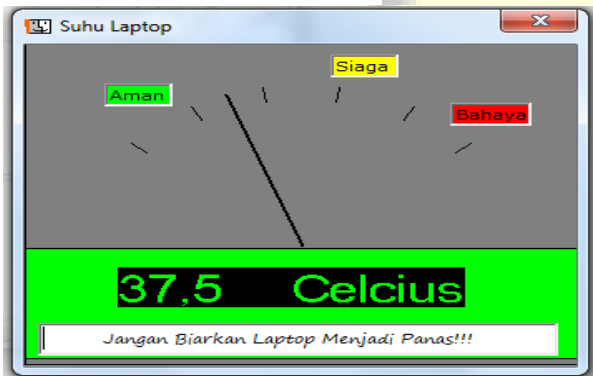 Suhu Laptop
Siaga
Aman
Bahaya
37,5 Celcius
Jangan Biarkan Laptop Menjadi Panas!!!